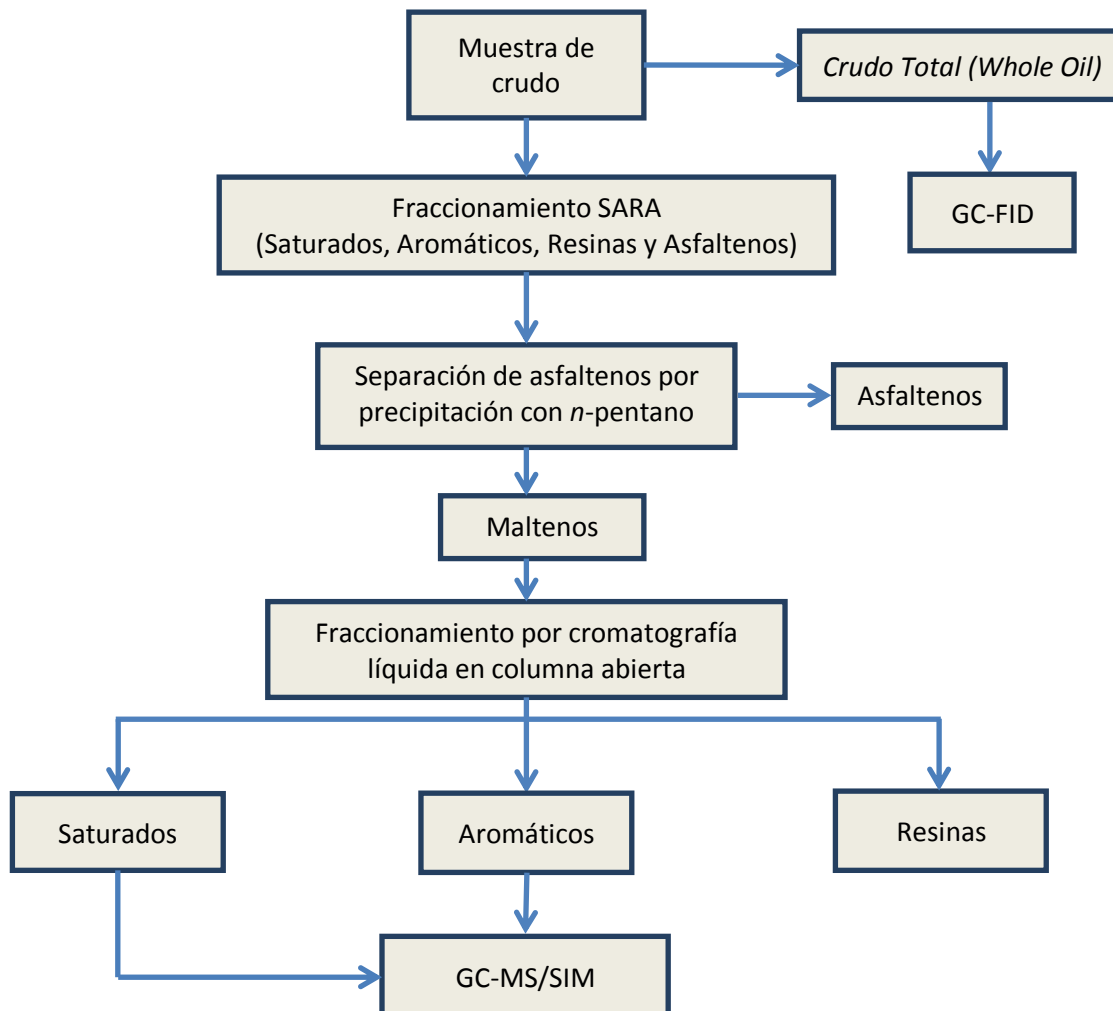 Muestra de
crudo
Crudo Total (Whole Oil)
GC-FID
Fraccionamiento SARA
(Saturados, Aromáticos, Resinas y Asfaltenos)
Separación de asfaltenos por
precipitación con n-pentano
Asfaltenos
Maltenos
Fraccionamiento por cromatografía
líquida en columna abierta
Saturados
Aromáticos
Resinas
GC-MS/SIM